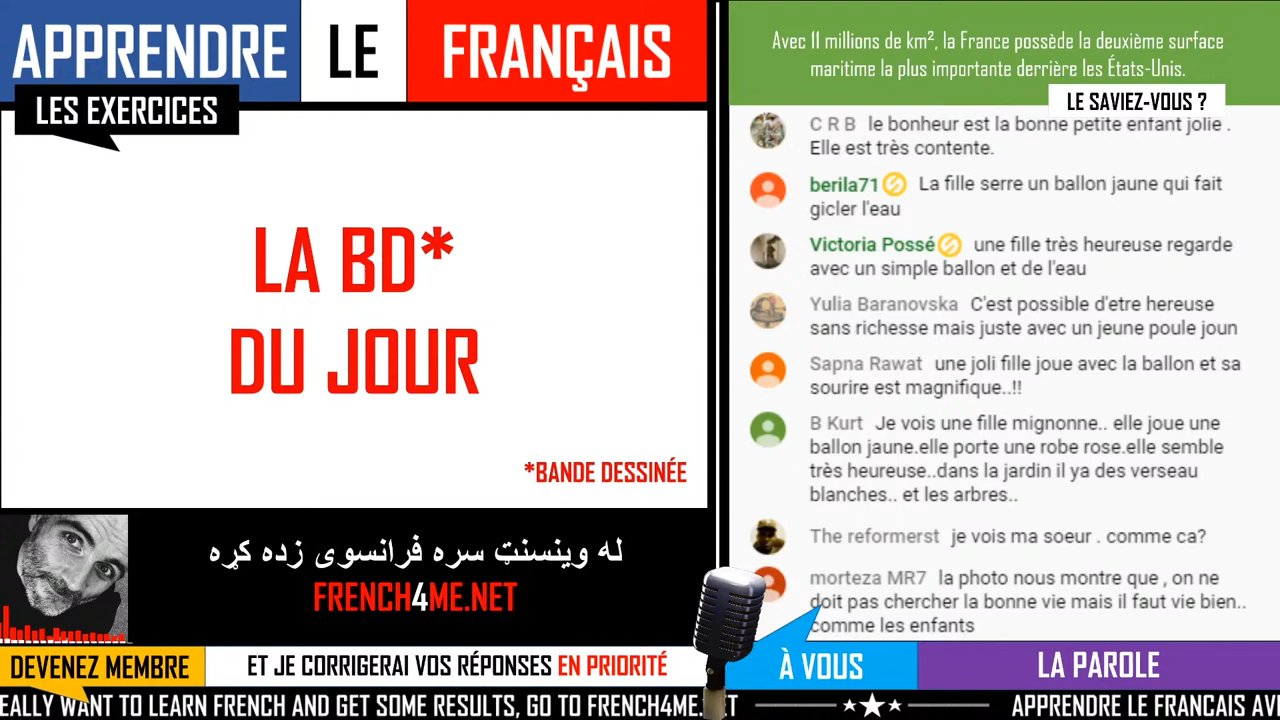 APPRENDRE LE FRANÇAIS
LES EXERCICES
LA BD*
DU JOUR
*BANDE DESSINÉE
له وینسنټ سره فرانسوی زده کړه
FRENCH4ME.NET
DEVENEZ MEMBRE
ET JE CORRIGERAI VOS RÉPONSES EN PRIORITÉ
Avec 11 millions de km², la France possède la deuxième surface
maritime la plus importante derrière les États-Unis.
LE SAVIEZ-VOUS ?
C R B le bonheur est la bonne petite enfant jolie .
Elle est très contente.
berila71 La fille serre un ballon jaune qui fait
gicler l'eau
Victoria Possé une fille très heureuse regarde
avec un simple ballon et de l'eau
Yulia Baranovska C'est possible d'etre hereuse
sans richesse mais juste avec un jeune poule joun
Sapna Rawat une joli fille joue avec la ballon et sa
sourire est magnifique..!!
B Kurt Je vois une fille mignonne.. elle joue une
ballon jaune.elle porte une robe rose.elle semble
très heureuse..dans la jardin il ya des verseau
blanches.. et les arbres..
The reformerst je vois ma soeur . comme ca?
morteza MR7 la photo nous montre que , on ne
doit pas chercher la bonne vie mais il faut vie bien..
comme les enfants
À VOUS
LA PAROLE
EALLY WANT TO LEARN FRENCH AND GET SOME RESULTS, GO TO FRENCH4ME.NET
APPRENDRE LE FRANCAIS AV